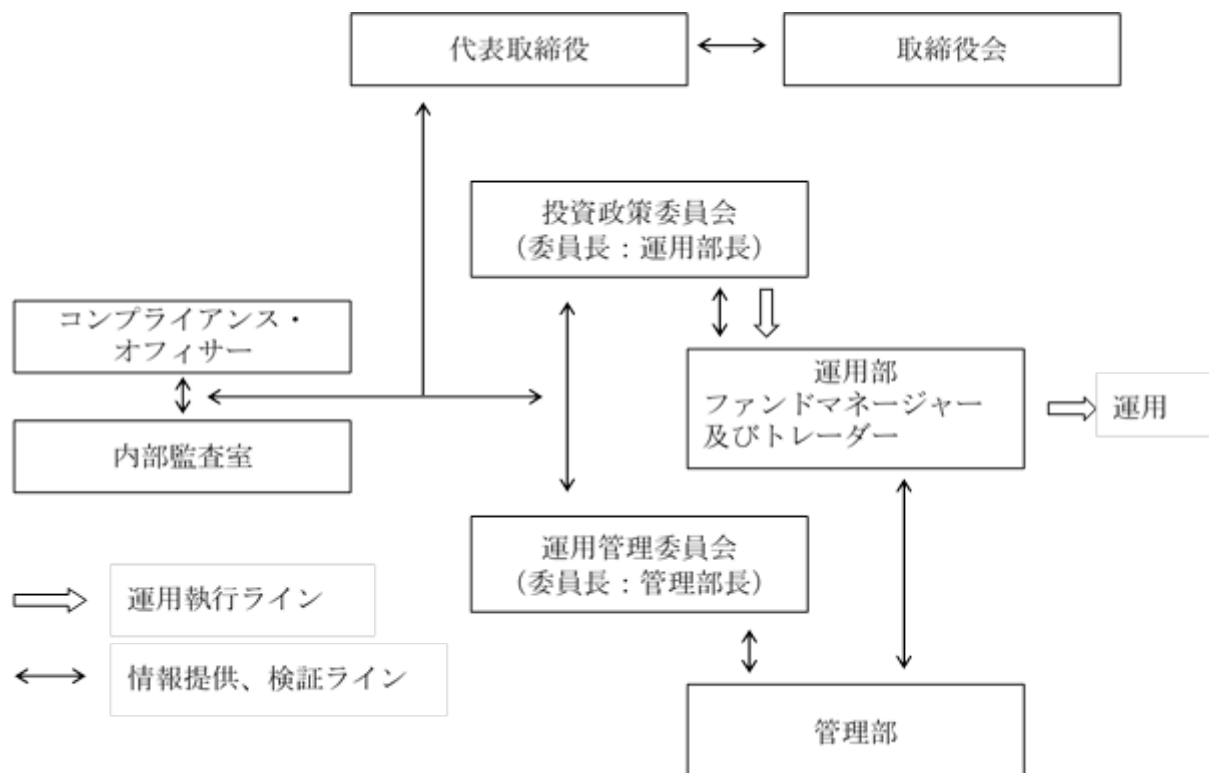 代表取締役
取締役会
投資政策委員会
（委員長：運用部長）
コンプライアンス・
オフィサー
内部監査室
運用部
ファンドマネージャー
及びトレーダー
運用
運用管理委員会
（委員長：管理部長）
運用執行ライン
情報提供、検証ライン
管理部